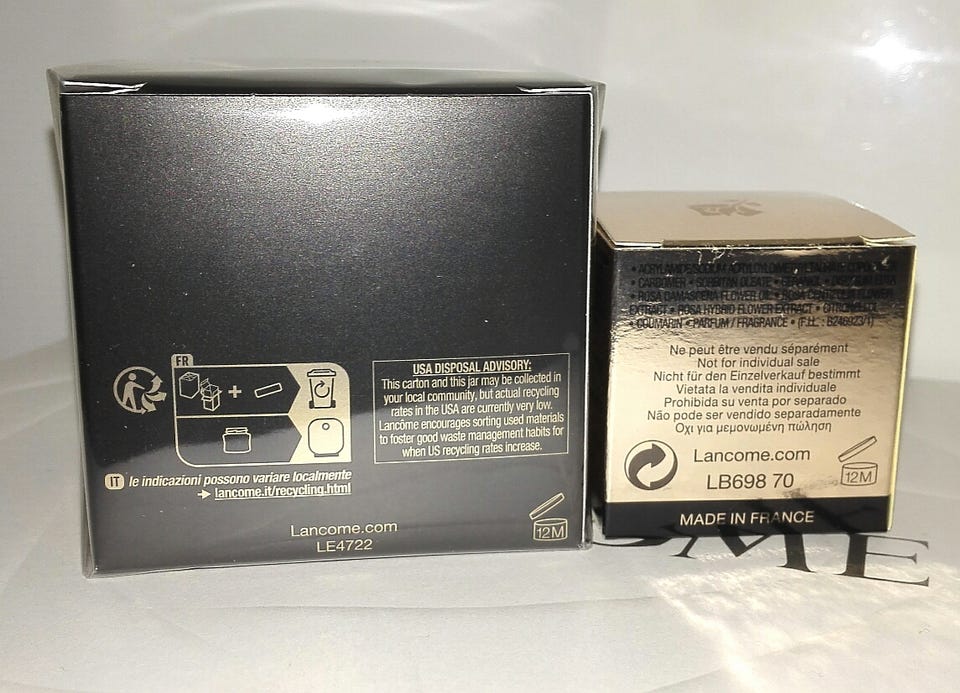 FR
USA DISPOSAL ADVISORY:
This carton and this jar may be collected in
your local community, but actual recycling
rates in the USA are currently very low.
Lancôme encourages sorting used materials
to foster good waste management habits for
when US recycling rates increase.
IT le indicazioni possono variare localmente
➔ lancome.it/recycling.html
Lancome.com
LE4722
12M
• CARBOMER • SORBITAN OLEATE •
• ROSA DAMASCENA FLOWER OIL •
EXTRACT • ROSA HYBRID FLOWER EXTRACT •
• COUMARIN • PARFUM / FRAGRANCE • (F.I.L. : B246923/1)
Ne peut être vendu séparément
Not for individual sale
Nicht für den Einzelverkauf bestimmt
Vietata la vendita individuale
Prohibida su venta por separado
Não pode ser vendido separadamente
Όχι για μεμονωμένη πώληση
Lancome.com
LB698 70
12M
MADE IN FRANCE
ME